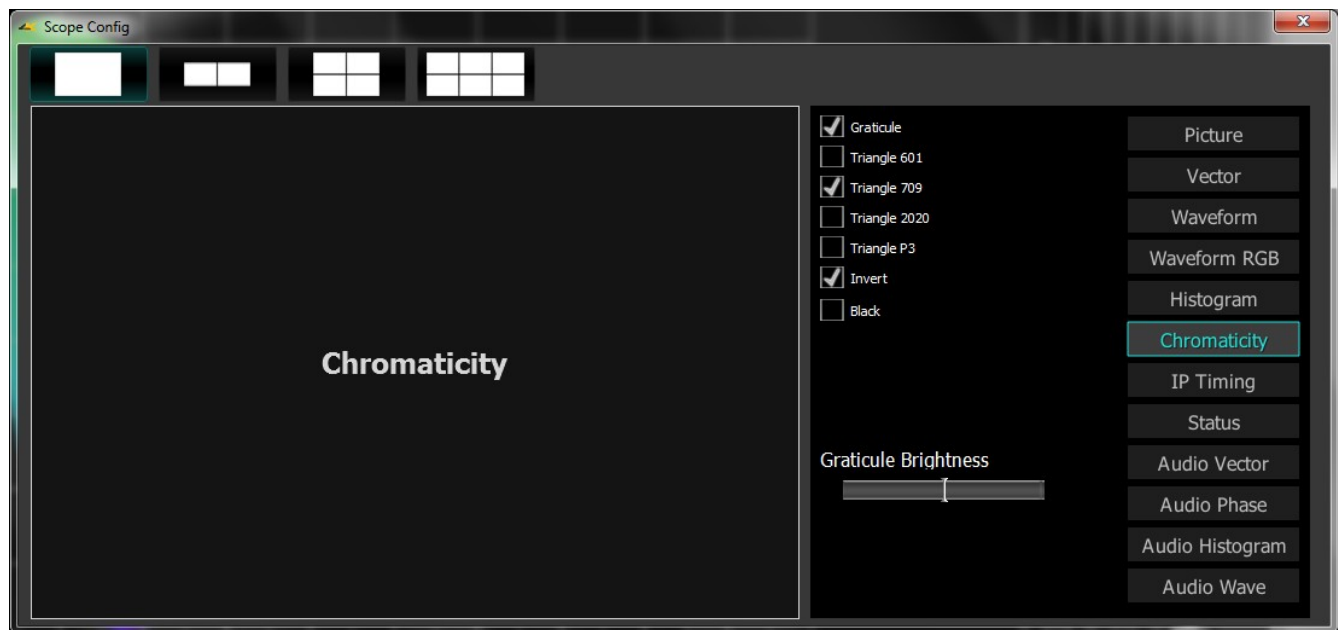 Scope Config
Chromaticity
Graticule
Triangle 601
Triangle 709
Triangle 2020
Triangle P3
Invert
Black
Graticule Brightness
Picture
Vector
Waveform
Waveform RGB
Histogram
Chromaticity
IP Timing
Status
Audio Vector
Audio Phase
Audio Histogram
Audio Wave